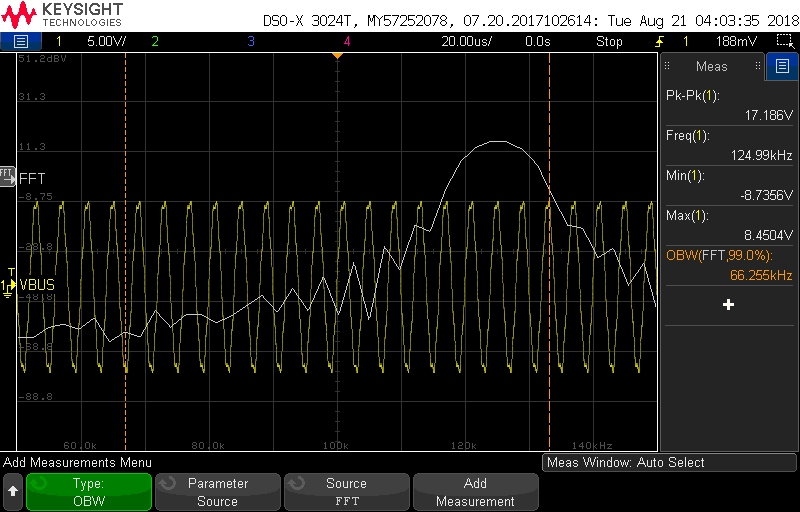 KEYSIGHT
TECHNOLOGIES
DSO-X 3024T, MY57252078, 07.20.2017102614: Tue Aug 21 04:03:35 2018
1 5.00V/ 2 3 4 20.00us/ 0.0s Stop 1 188mV
51.2dBV
31.3
11.3
FFT FFT
-8.75
-28.8
T
1 VBUS
-48.8
-68.8
-88.8
60.0k 80.0k 100k 120k 140kHz
Meas
Pk-Pk(1):
17.186V
Freq(1):
124.99kHz
Min(1):
-8.7356V
Max(1):
8.4504V
OBW(FFT,99.0%):
66.255kHz
Add Measurements Menu
Meas Window: Auto Select
Type:
OBW
Parameter
Source
Source
FFT
Add
Measurement